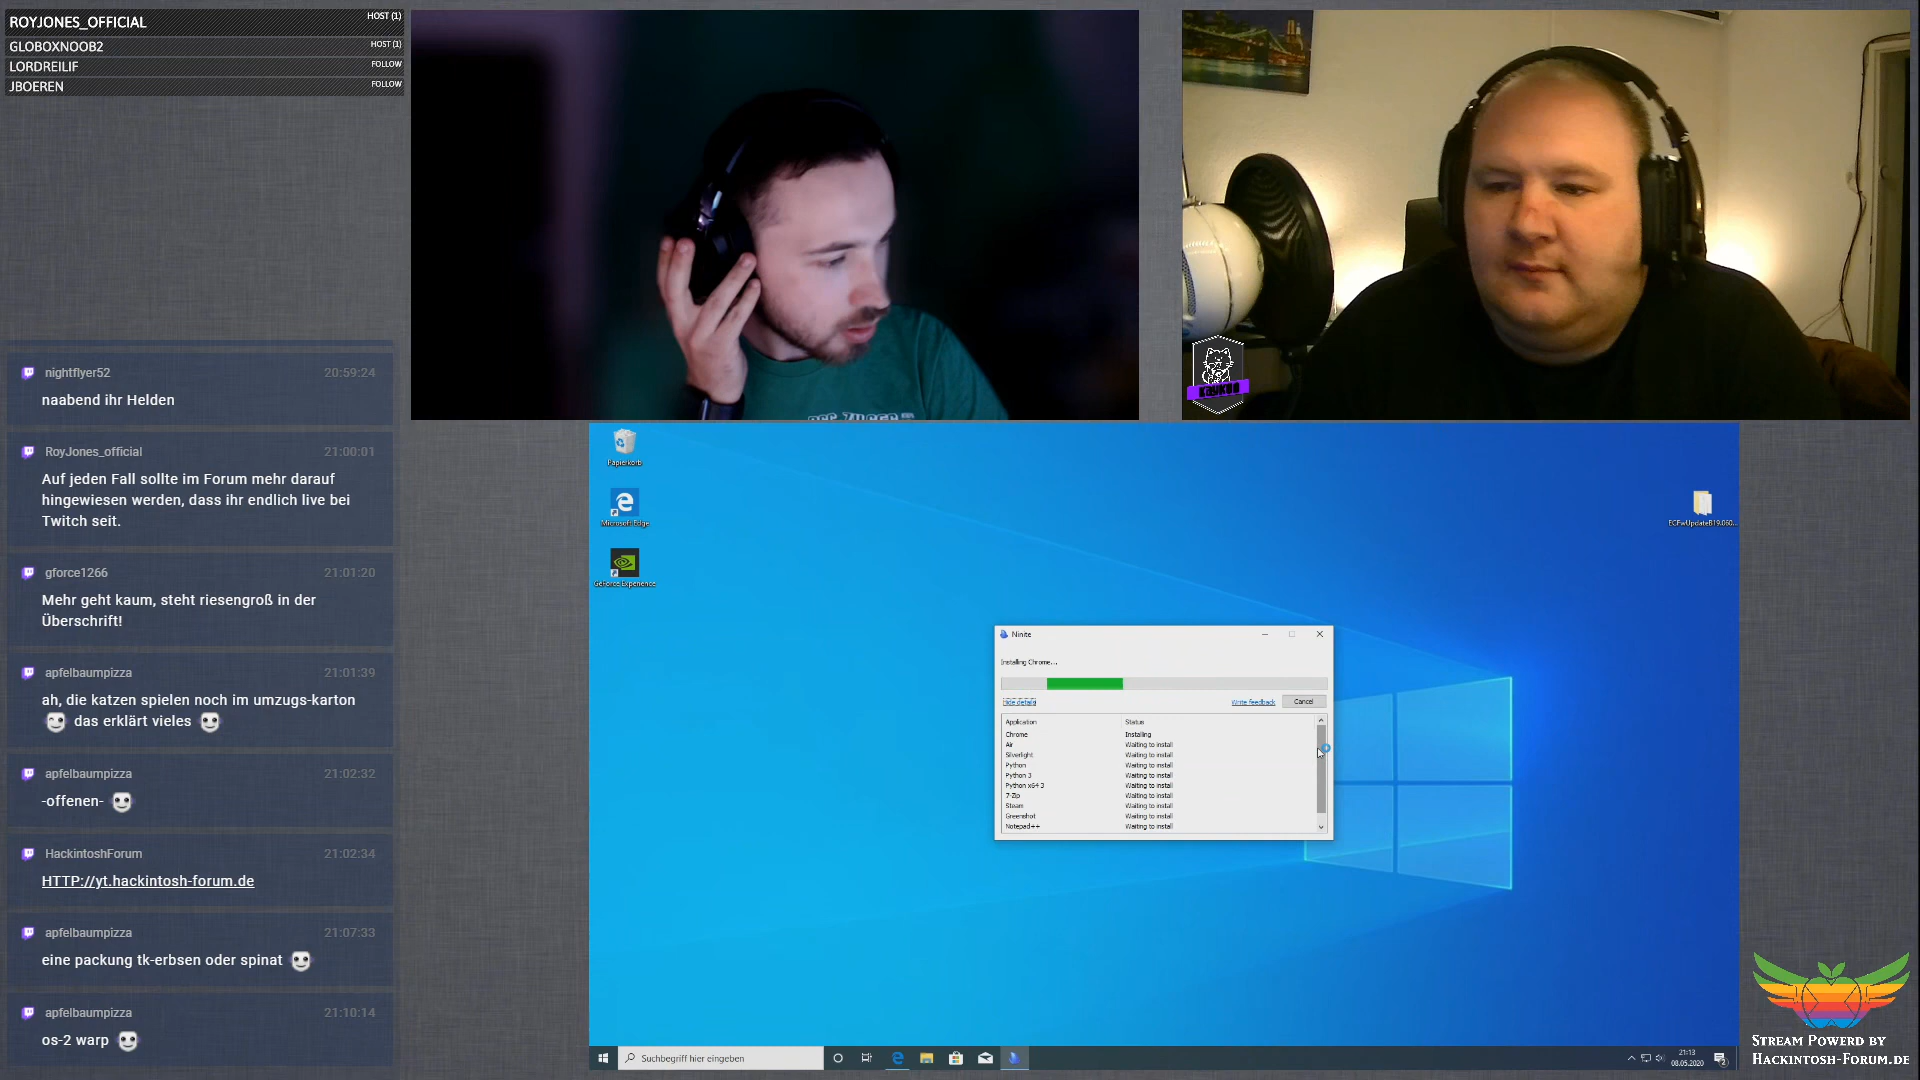 ROYJONES_OFFICIAL HOST (1)
GLOBOXNOOB2 HOST (1)
LORDREILIF FOLLOW
JBOEREN FOLLOW
nightflyer52 20:59:24
naabend ihr Helden
RoyJones_official 21:00:01
Auf jeden Fall sollte im Forum mehr darauf
hingewiesen werden, dass ihr endlich live bei
Twitch seit.
gforce1266 21:01:20
Mehr geht kaum, steht riesengroß in der
Überschrift!
apfelbaumpizza 21:01:39
ah, die katzen spielen noch im umzugs-karton
das erklärt vieles
apfelbaumpizza 21:02:32
-offenen-
HackintoshForum 21:02:34
HTTP://yt.hackintosh-forum.de
apfelbaumpizza 21:07:33
eine packung tk-erbsen oder spinat
apfelbaumpizza 21:10:14
os-2 warp
Papierkorb
Microsoft Edge
GeForce Experience
Ninite
Installing Chrome...
Hide details Write feedback Cancel
Application Status
Chrome Installing
Air Waiting to install
Silverlight Waiting to install
Python Waiting to install
Python 3 Waiting to install
Python x64 3 Waiting to install
7-Zip Waiting to install
Steam Waiting to install
Greenshot Waiting to install
Notepad++ Waiting to install
Suchbegriff hier eingeben
21:13
08.05.2020
Stream Powerd by
Hackintosh-Forum.de